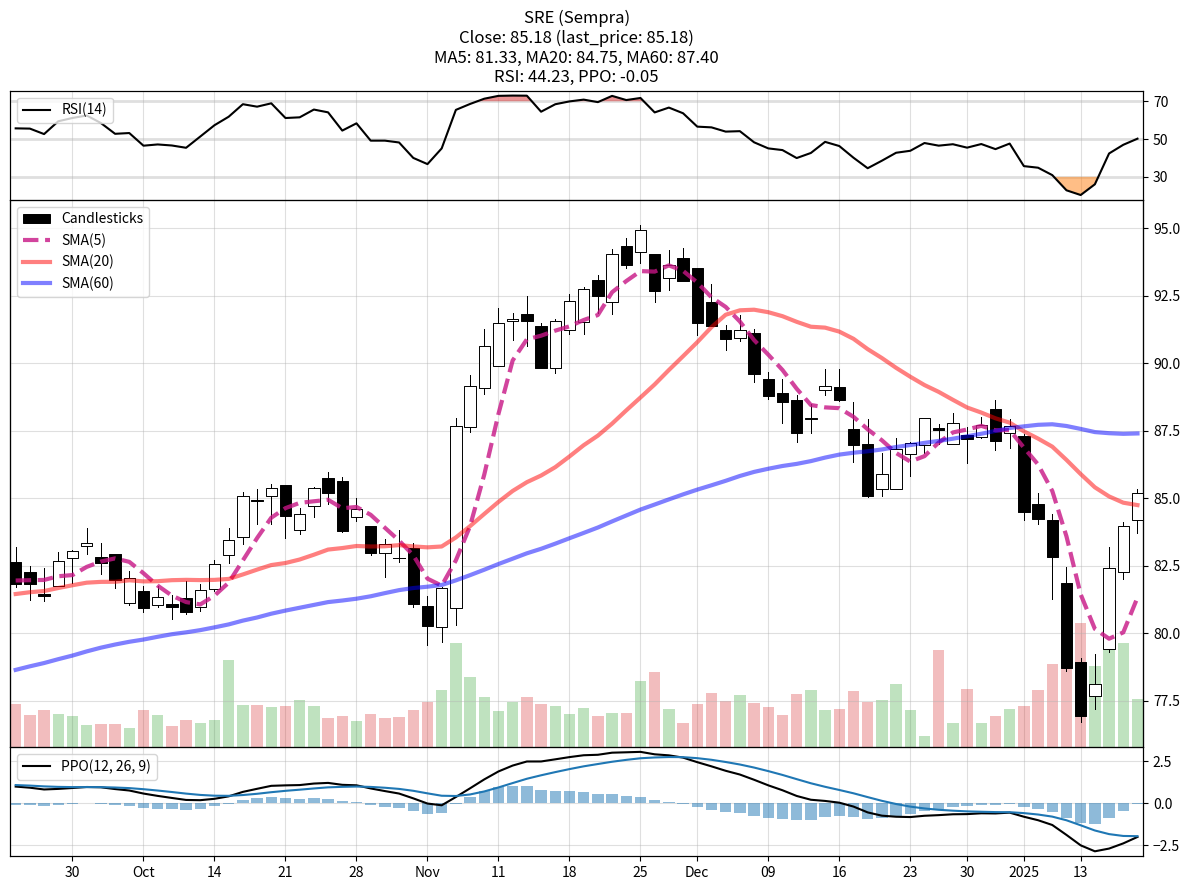 SRE (Sempra)
Close: 85.18 (last_price: 85.18)
MA5: 81.33, MA20: 84.75, MA60: 87.40
RSI: 44.23, PPO: -0.05
RSI(14)
70
50
30
Candlesticks
SMA(5)
SMA(20)
SMA(60)
95.0
92.5
90.0
87.5
85.0
82.5
80.0
77.5
PPO(12, 26, 9)
2.5
0.0
−2.5
30 Oct 14 21 28 Nov 11 18 25 Dec 09 16 23 30 2025 13